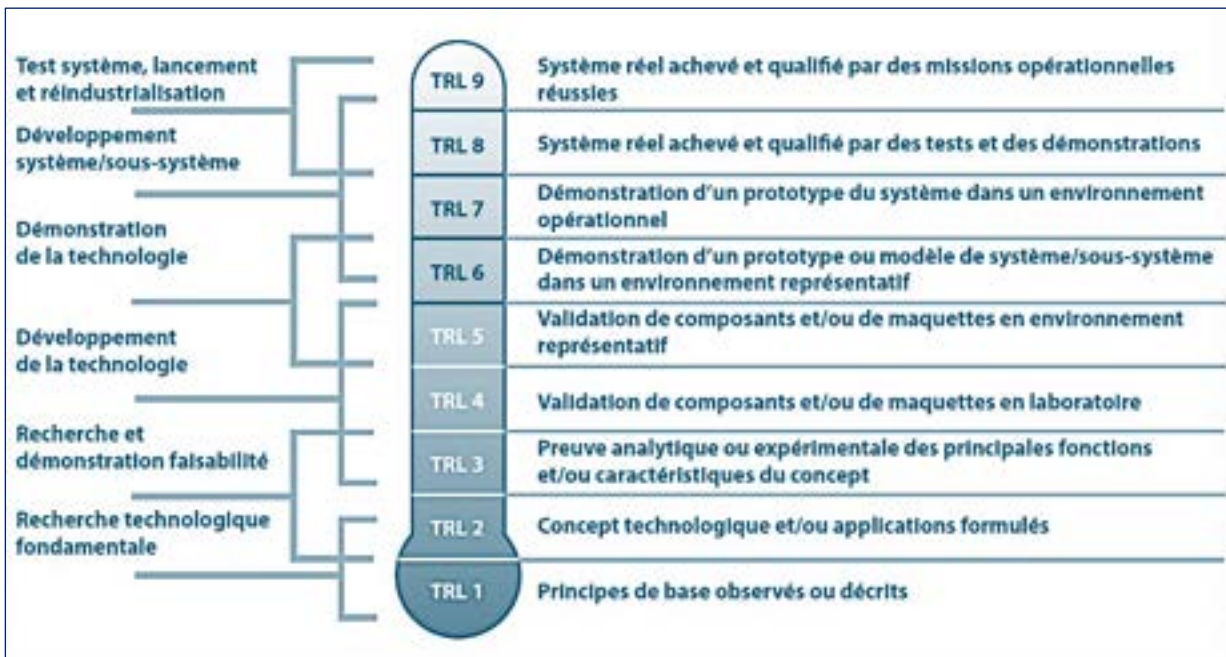 Test système, lancement
et réindustrialisation
Développement
système/sous-système
Démonstration
de la technologie
Développement
de la technologie
Recherche et
démonstration faisabilité
Recherche technologique
fondamentale
TRL 9
Système réel achevé et qualifié par des missions opérationnelles
réussies
TRL 8
Système réel achevé et qualifié par des tests et des démonstrations
TRL 7
Démonstration d'un prototype du système dans un environnement
opérationnel
TRL 6
Démonstration d'un prototype ou modèle de système/sous-système
dans un environnement représentatif
TRL 5
Validation de composants et/ou de maquettes en environnement
représentatif
TRL 4
Validation de composants et/ou de maquettes en laboratoire
TRL 3
Preuve analytique ou expérimentale des principales fonctions
et/ou caractéristiques du concept
TRL 2
Concept technologique et/ou applications formulés
TRL 1
Principes de base observés ou décrits